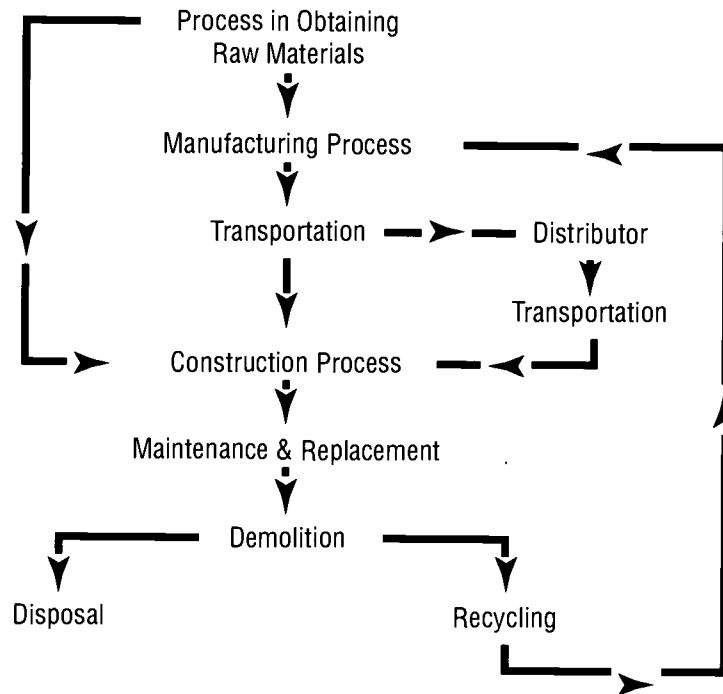 Process in Obtaining
Raw Materials
Manufacturing Process
Transportation
Distributor
Transportation
Construction Process
Maintenance & Replacement
Demolition
Disposal
Recycling